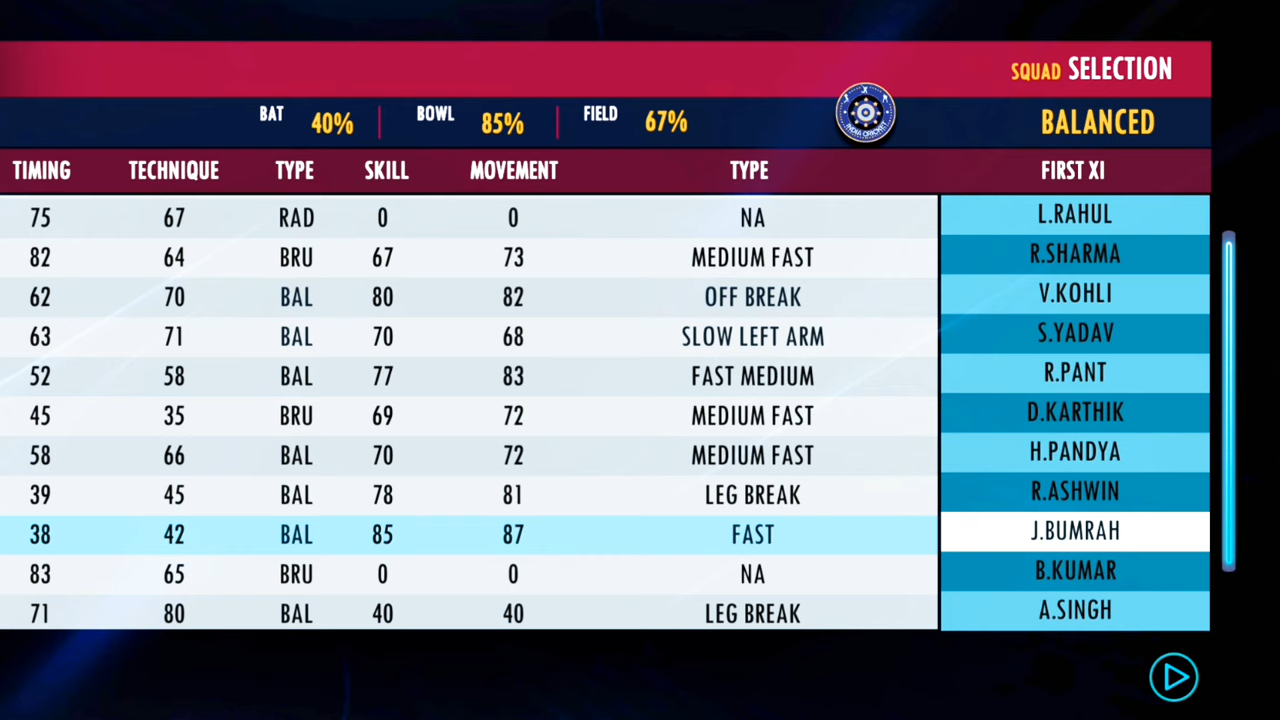 SQUAD SELECTION
BAT 40% BOWL 85% FIELD 67% INDIA CRICKET BALANCED
TIMING TECHNIQUE TYPE SKILL MOVEMENT TYPE FIRST XI
75 67 RAD 0 0 NA L.RAHUL
82 64 BRU 67 73 MEDIUM FAST R.SHARMA
62 70 BAL 80 82 OFF BREAK V.KOHLI
63 71 BAL 70 68 SLOW LEFT ARM S.YADAV
52 58 BAL 77 83 FAST MEDIUM R.PANT
45 35 BRU 69 72 MEDIUM FAST D.KARTHIK
58 66 BAL 70 72 MEDIUM FAST H.PANDYA
39 45 BAL 78 81 LEG BREAK R.ASHWIN
38 42 BAL 85 87 FAST J.BUMRAH
83 65 BRU 0 0 NA B.KUMAR
71 80 BAL 40 40 LEG BREAK A.SINGH